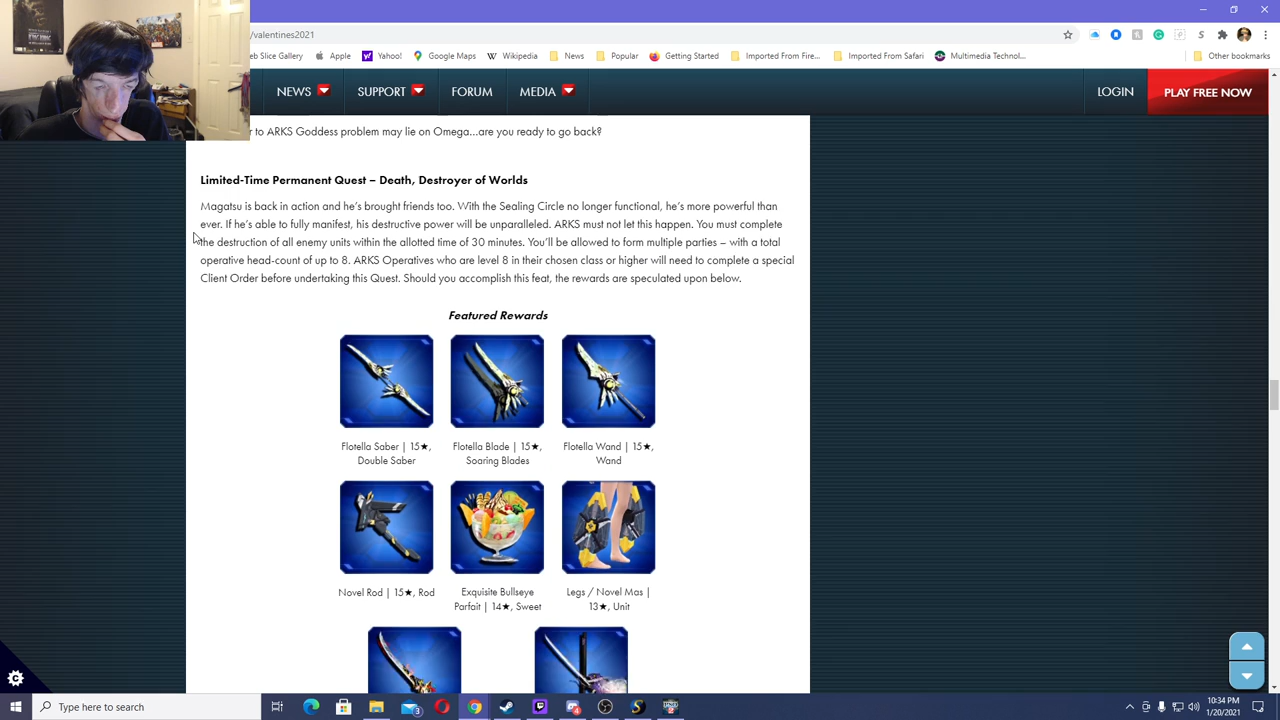 /valentines2021
eb Slice Gallery Apple Yahoo! Google Maps Wikipedia News Popular Getting Started Imported From Fire... Imported From Safari Multimedia Technol... Other bookmarks
NEWS SUPPORT FORUM MEDIA LOGIN PLAY FREE NOW
r to ARKS Goddess problem may lie on Omega...are you ready to go back?
Limited-Time Permanent Quest – Death, Destroyer of Worlds
Magatsu is back in action and he's brought friends too. With the Sealing Circle no longer functional, he's more powerful than
ever. If he's able to fully manifest, his destructive power will be unparalleled. ARKS must not let this happen. You must complete
the destruction of all enemy units within the allotted time of 30 minutes. You'll be allowed to form multiple parties – with a total
operative head-count of up to 8. ARKS Operatives who are level 8 in their chosen class or higher will need to complete a special
Client Order before undertaking this Quest. Should you accomplish this feat, the rewards are speculated upon below.
Featured Rewards
Flotella Saber | 15★,
Double Saber
Flotella Blade | 15★,
Soaring Blades
Flotella Wand | 15★,
Wand
Novel Rod | 15★, Rod
Exquisite Bullseye
Parfait | 14★, Sweet
Legs / Novel Mas |
13★, Unit
Type here to search
10:34 PM
1/20/2021